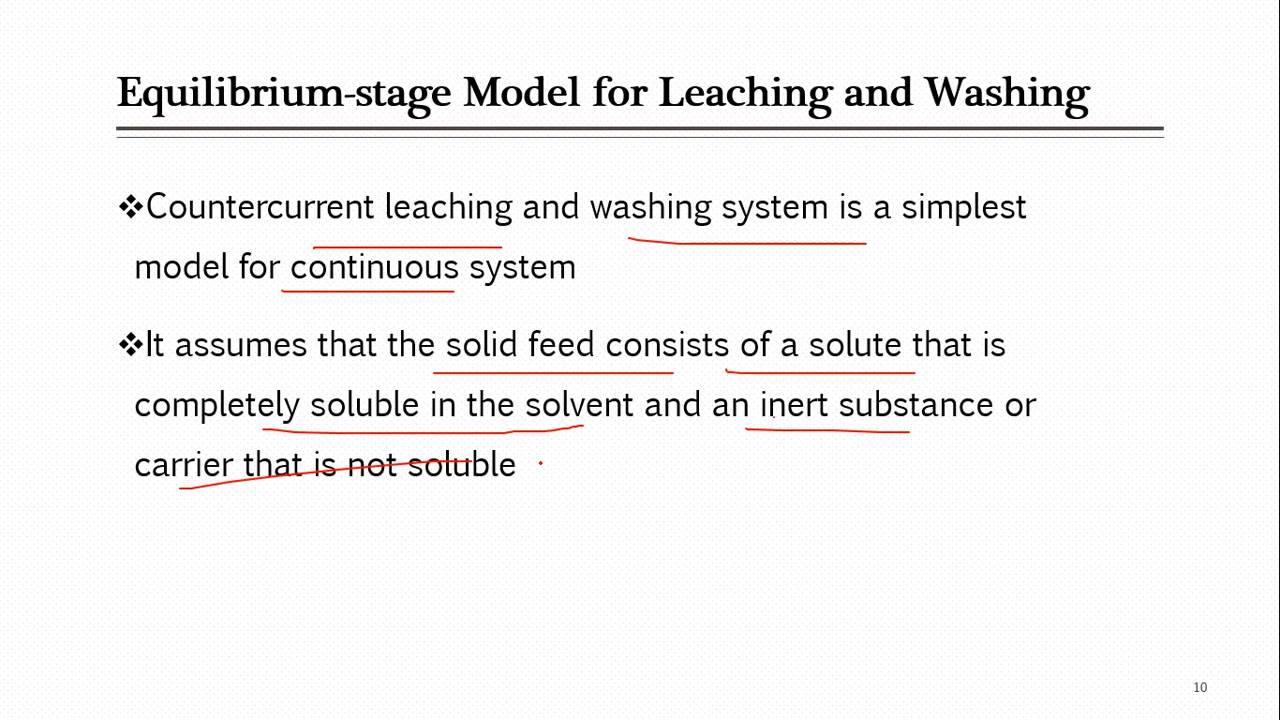 Equilibrium-stage Model for Leaching and Washing
❖Countercurrent leaching and washing system is a simplest
model for continuous system
❖It assumes that the solid feed consists of a solute that is
completely soluble in the solvent and an inert substance or
carrier that is not soluble
10